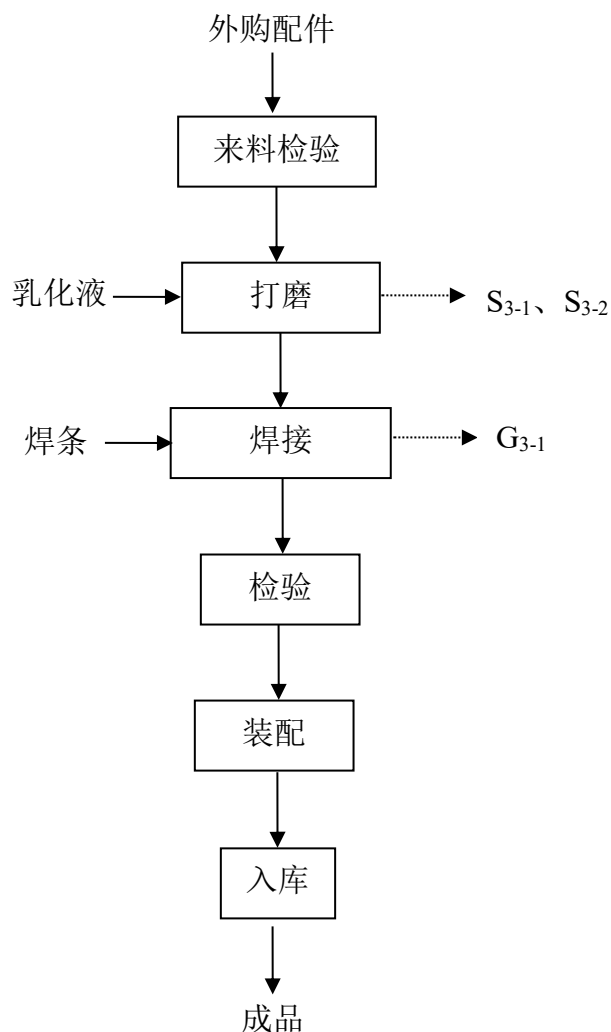 外购配件
来料检验
乳化液
打磨
S3-1、S3-2
焊条
焊接
G3-1
检验
装配
入库
成品